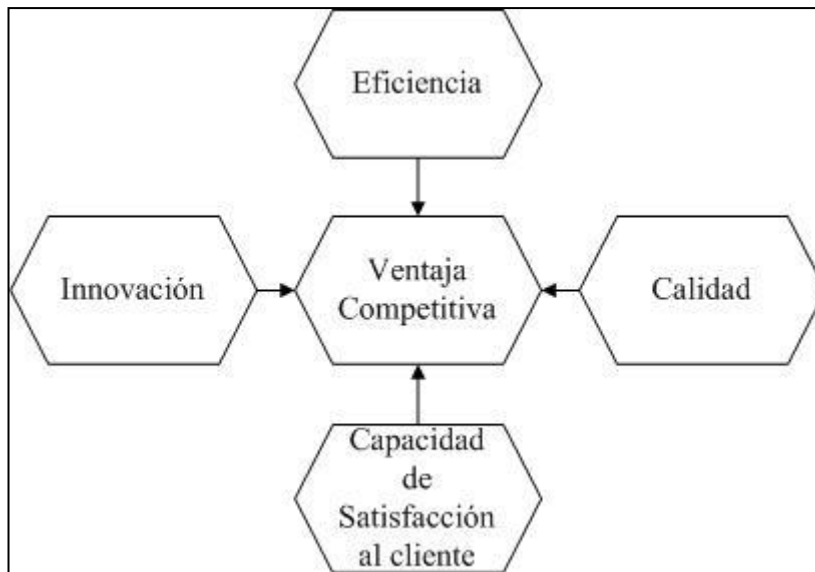 Eficiencia
Innovación
Ventaja
Competitiva
Calidad
Capacidad
de
Satisfacción
al cliente